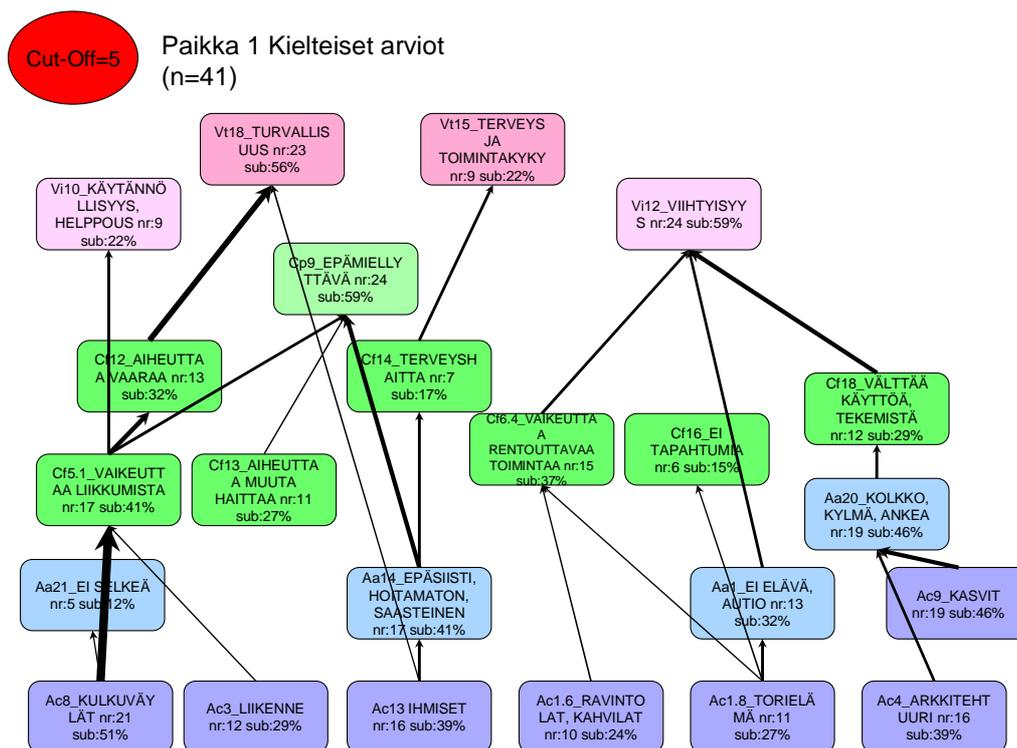 Cut-Off=5
Paikka 1 Kielteiset arviot
(n=41)
Vt18_TURVALLIS
UUS nr:23
sub:56%
Vt15_TERVEYS
JA
TOIMINTAKYKY
nr:9 sub:22%
Vi10_KÄYTÄNNÖ
LLISYYS,
HELPPOUS nr:9
sub:22%
Vi12_VIIHTYISYY
S nr:24 sub:59%
Cp9_EPÄMIELLY
TTÄVÄ nr:24
sub:59%
Cf12_AIHEUTTA
A VAARAA nr:13
sub:32%
Cf14_TERVEYSH
AITTA nr:7
sub:17%
Cf18_VÄLTTÄÄ
KÄYTTÖÄ,
TEKEMISTÄ
nr:12 sub:29%
Cf6.4_VAIKEUTTA
A
RENTOUTTAVAA
TOIMINTAA nr:15
sub:37%
Cf16_EI
TAPAHTUMIA
nr:6 sub:15%
Cf5.1_VAIKEUTT
AA LIIKKUMISTA
nr:17 sub:41%
Cf13_AIHEUTTA
A MUUTA
HAITTAA nr:11
sub:27%
Aa20_KOLKKO,
KYLMÄ, ANKEA
nr:19 sub:46%
Aa21_EI SELKEÄ
nr:5 sub:12%
Aa14_EPÄSIISTI,
HOITAMATON,
SAASTEINEN
nr:17 sub:41%
Aa1_EI ELÄVÄ,
AUTIO nr:13
sub:32%
Ac9_KASVIT
nr:19 sub:46%
Ac8_KULKUVÄY
LÄT nr:21
sub:51%
Ac3_LIIKENNE
nr:12 sub:29%
Ac13 IHMISET
nr:16 sub:39%
Ac1.6_RAVINTO
LAT, KAHVILAT
nr:10 sub:24%
Ac1.8_TORIELÄ
MÄ nr:11
sub:27%
Ac4_ARKKITEHT
UURI nr:16
sub:39%